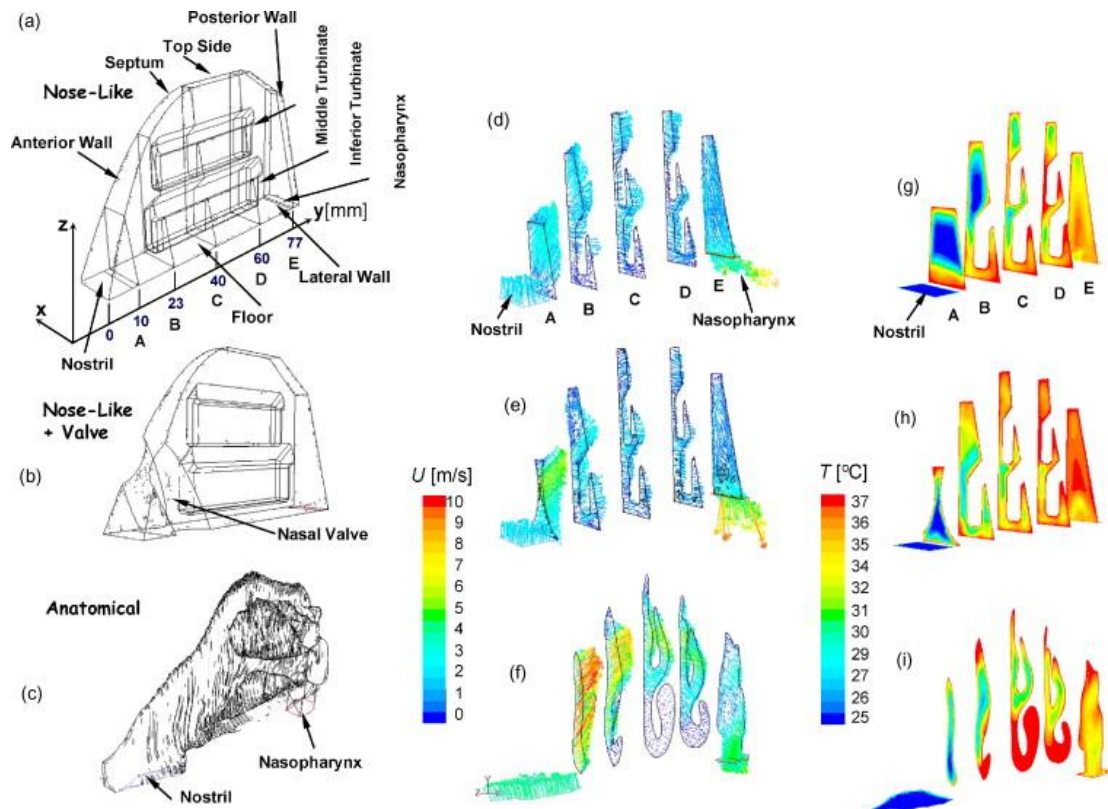 (a)
Posterior Wall
Top Side
Septum
Nose-Like
Anterior Wall
Middle Turbinate
Inferior Turbinate
Nasopharynx
z
y[mm]
77
60
E
40
D
Lateral Wall
23
C
10
B
Floor
0
A
x
Nostril
Nose-Like
+ Valve
(b)
Nasal Valve
Anatomical
(c)
Nasopharynx
Nostril
(d)
Nostril
A
B
C
D
E
Nasopharynx
(e)
U [m/s]
10
9
8
7
6
5
4
3
2
1
0
(f)
(g)
Nostril
A
B
C
D
E
(h)
T [°C]
37
36
35
34
33
32
31
30
29
28
27
25
(i)